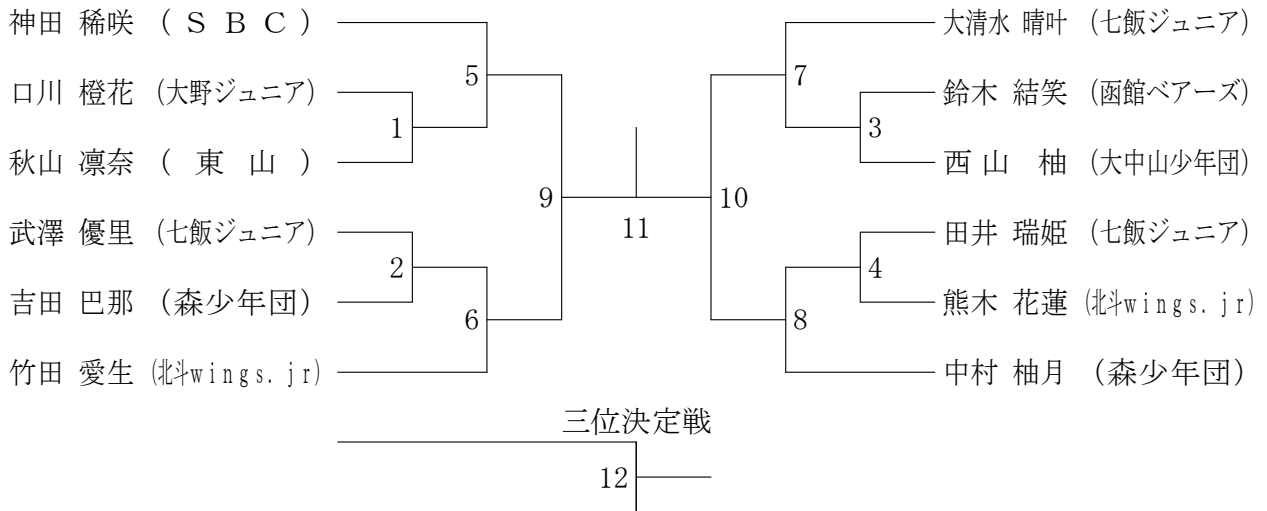 神田 稀咲 (ＳＢＣ)
口川 橙花 (大野ジュニア)
秋山 凛奈 (東山)
武澤 優里 (七飯ジュニア)
吉田 巴那 (森少年団)
竹田 愛生 (北斗wings.jr)
5
1
2
6
9
11
10
7
3
4
8
大清水 晴叶 (七飯ジュニア)
鈴木 結笑 (函館ベアーズ)
西山 柚 (大中山少年団)
田井 瑞姫 (七飯ジュニア)
熊木 花蓮 (北斗wings.jr)
中村 柚月 (森少年団)
三位決定戦
12